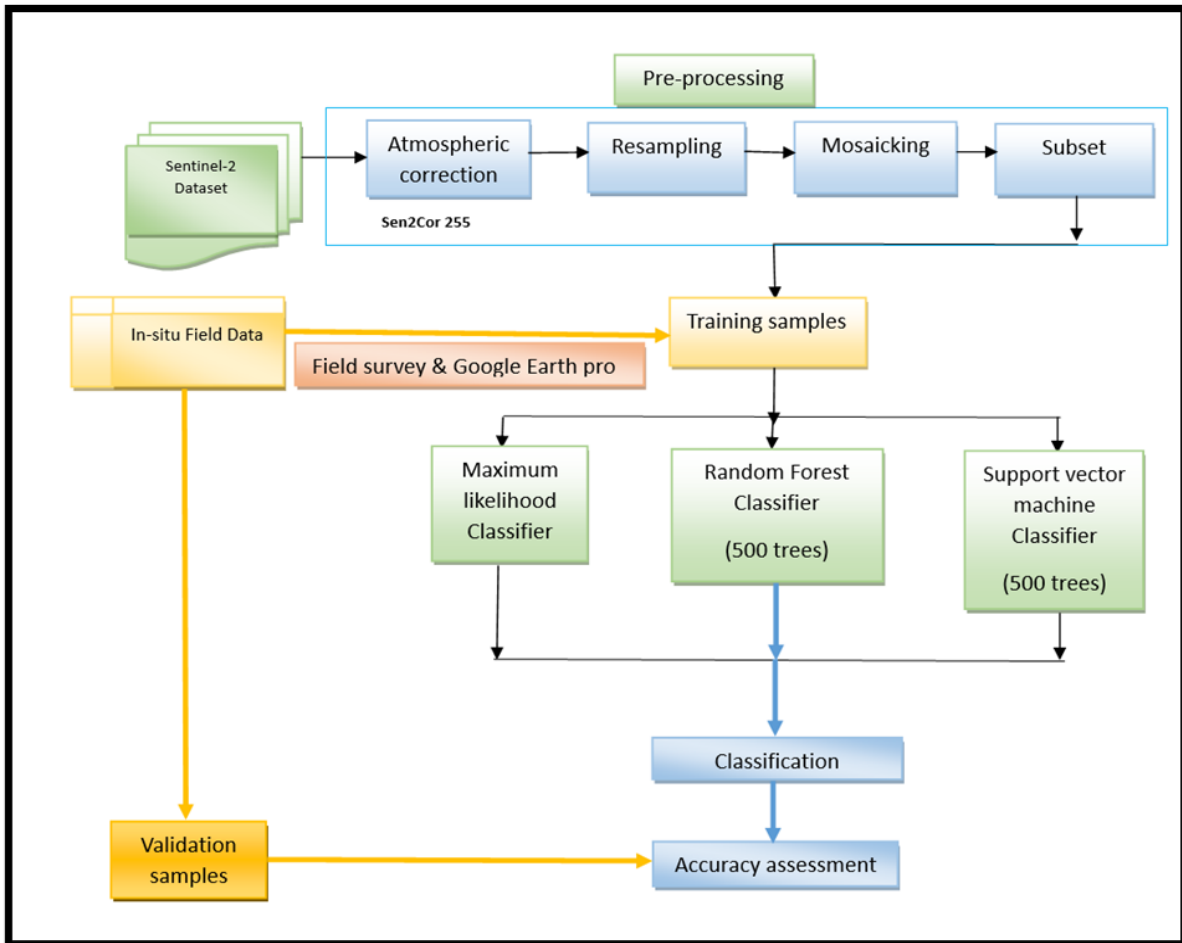 Pre-processing
Sentinel-2
Dataset
Atmospheric
correction
Resampling
Mosaicking
Subset
Sen2Cor 255
In-situ Field Data
Training samples
Field survey & Google Earth pro
Maximum
likelihood
Classifier
Random Forest
Classifier
(500 trees)
Support vector
machine
Classifier
(500 trees)
Classification
Validation
samples
Accuracy assessment